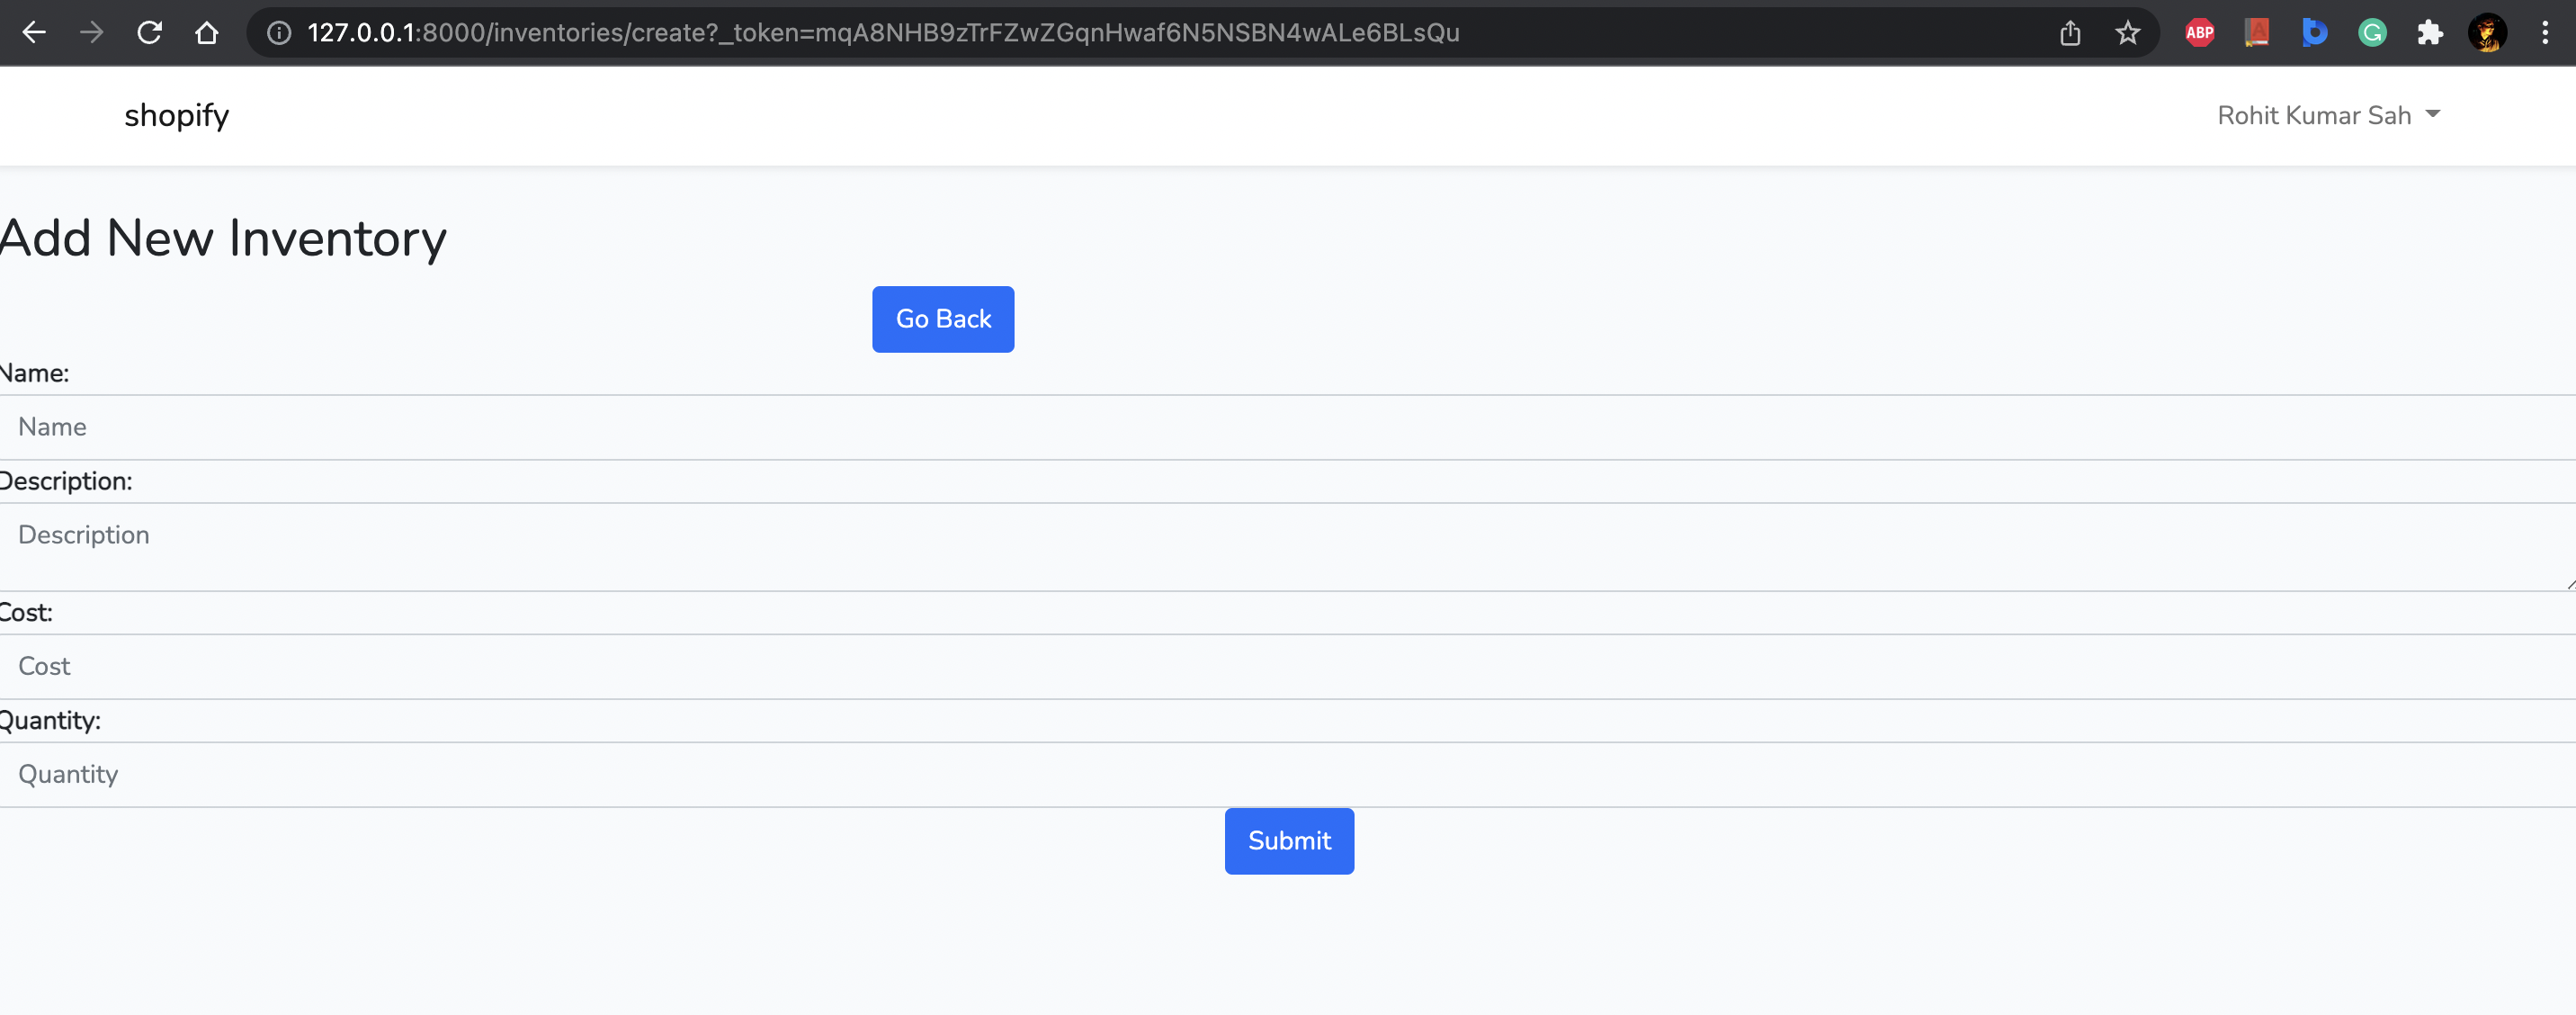 127.0.0.1:8000/inventories/create?_token=mqA8NHB9zTrFZwZGqnHwaf6N5NSBN4wALe6BLsQu
ABP
shopify
Rohit Kumar Sah
Add New Inventory
Go Back
Name:
Name
Description:
Description
Cost:
Cost
Quantity:
Quantity
Submit